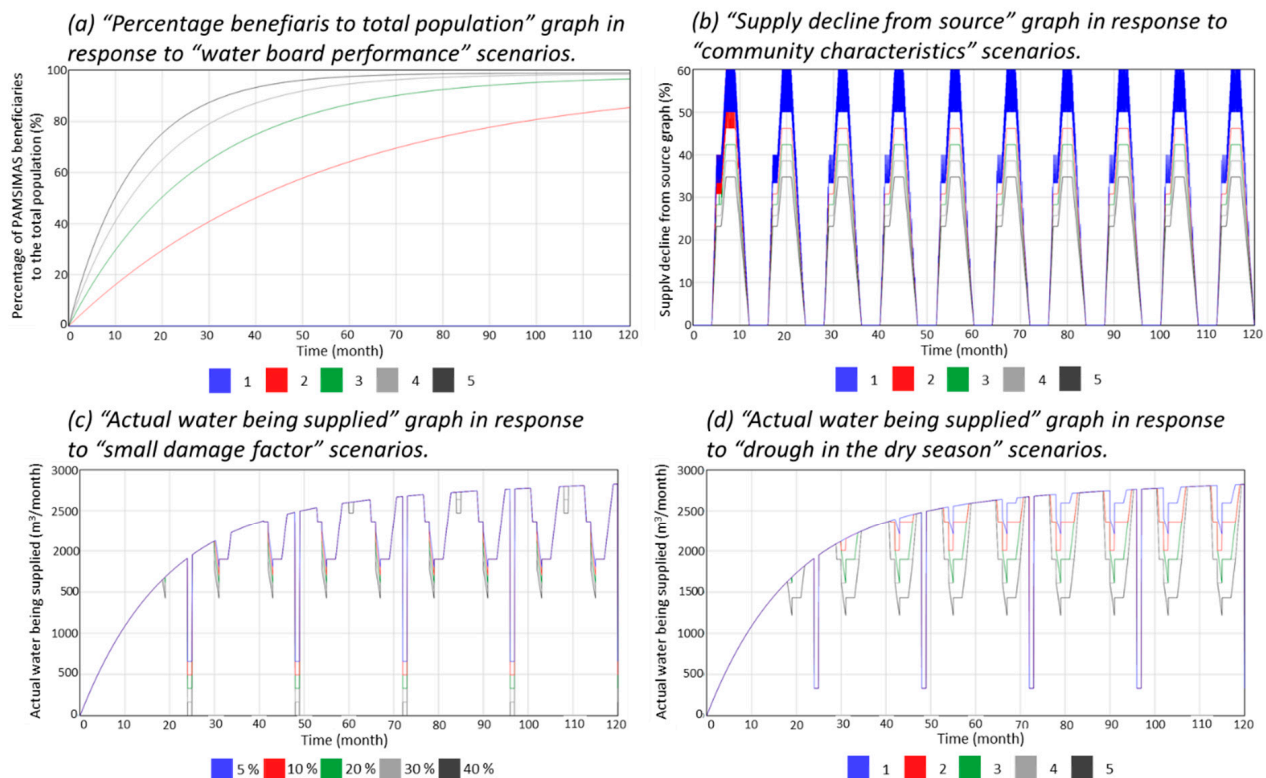 (a) “Percentage benefiaris to total population” graph in
response to “water board performance” scenarios.
Percentage of PAMSIMAS beneficiaries
to the total population (%)
100
80
60
40
20
0
0 10 20 30 40 50 60 70 80 90 100 110 120
Time (month)
1 2 3 4 5
(b) “Supply decline from source” graph in response to
“community characteristics” scenarios.
Supply decline from source graph (%)
60
50
40
30
20
10
0
0 10 20 30 40 50 60 70 80 90 100 110 120
Time (month)
1 2 3 4 5
(c) “Actual water being supplied” graph in response
to “small damage factor” scenarios.
Actual water being supplied (m³/month)
3000
2500
2000
500
1000
500
0
0 10 20 30 40 50 60 70 80 90 100 110 120
Time (month)
5 % 10 % 20 % 30 % 40 %
(d) “Actual water being supplied” graph in response
to “drough in the dry season” scenarios.
Actual water being supplied (m³/month)
3000
2500
2000
500
1000
500
0
0 10 20 30 40 50 60 70 80 90 100 110 120
Time (month)
1 2 3 4 5